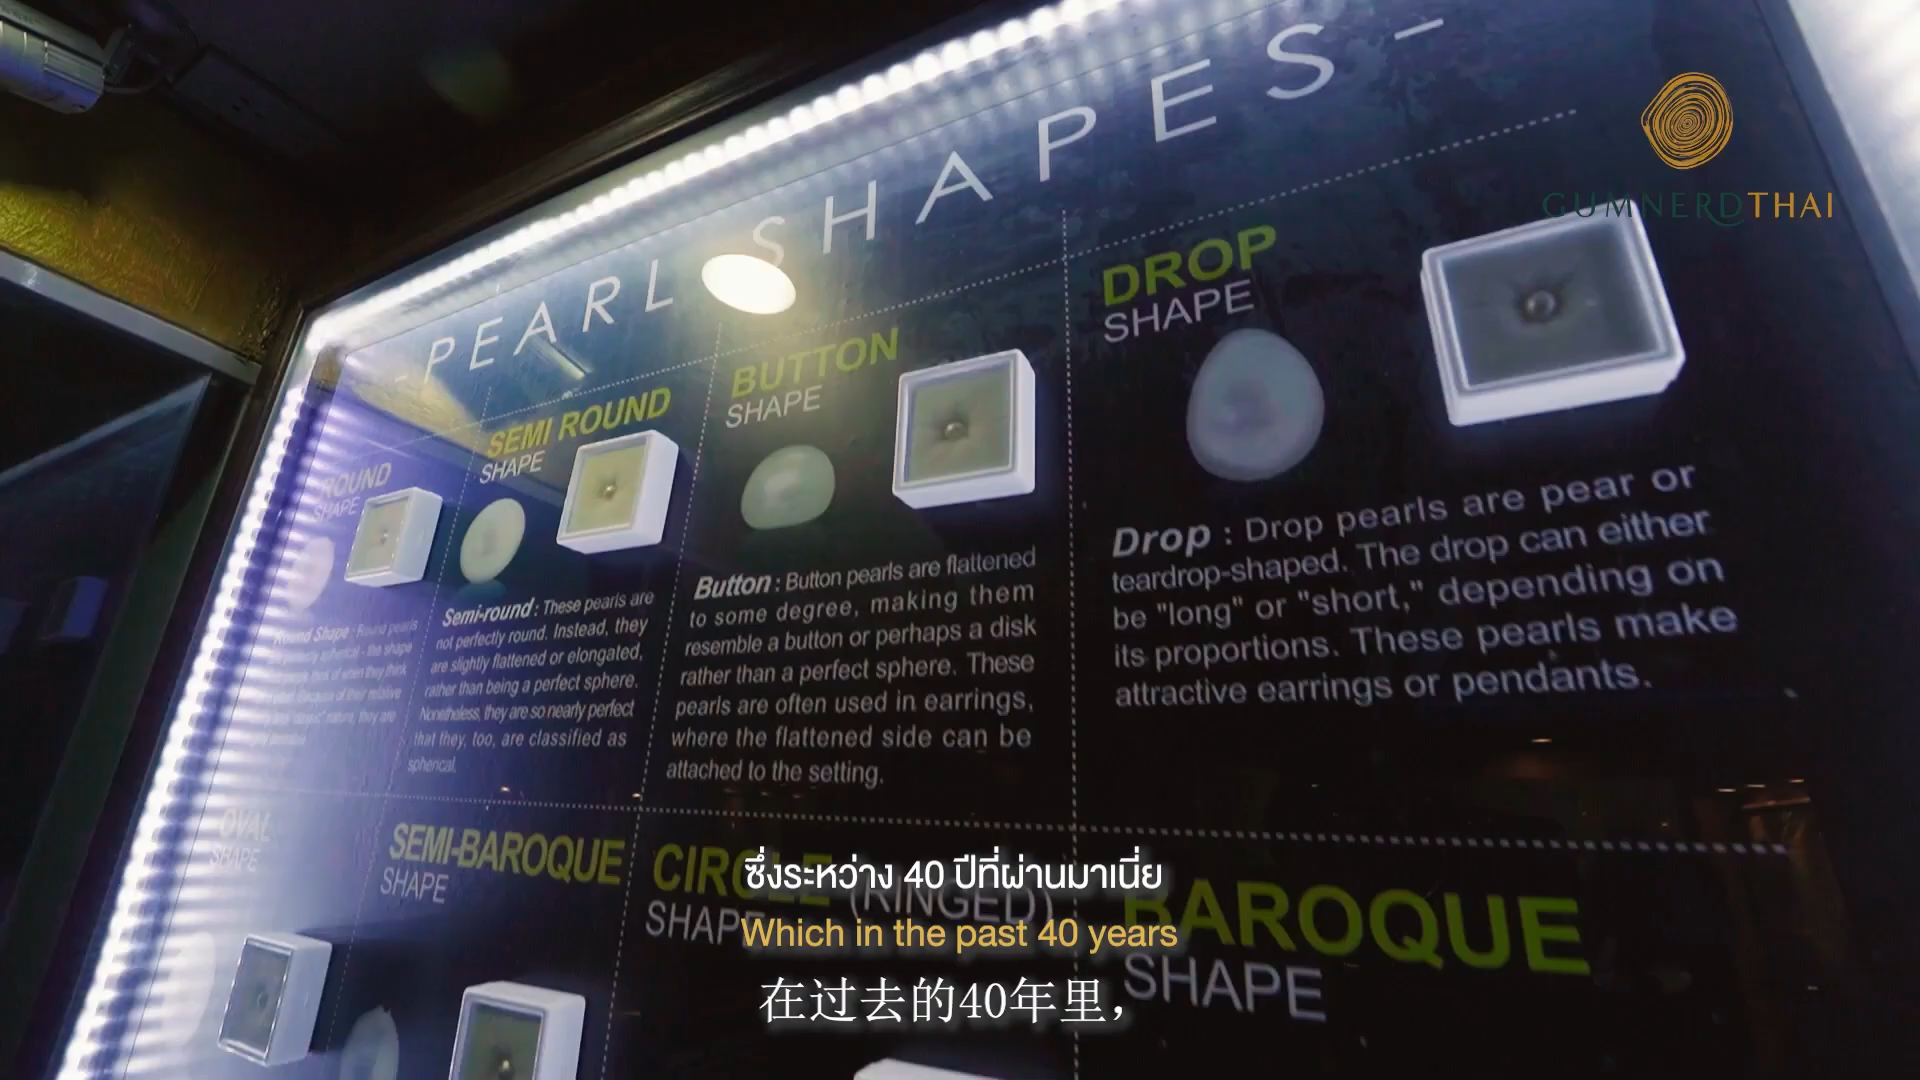 GUMNERDTHAI
-PEARL SHAPES-
ROUND
SHAPE
SEMI ROUND
SHAPE
Semi-round : These pearls are
not perfectly round. Instead, they
are slightly flattened or elongated,
rather than being a perfect sphere.
Nonetheless, they are so nearly perfect
that they, too, are classified as
spherical.
BUTTON
SHAPE
Button : Button pearls are flattened
to some degree, making them
resemble a button or perhaps a disk
rather than a perfect sphere. These
pearls are often used in earrings,
where the flattened side can be
attached to the setting.
DROP
SHAPE
Drop : Drop pearls are pear or
teardrop-shaped. The drop can either
be "long" or "short," depending on
its proportions. These pearls make
attractive earrings or pendants.
OVAL
SHAPE
SEMI-BAROQUE
SHAPE
CIRCLE (RINGED)
SHAPE
BAROQUE
SHAPE
ซึ่งระหว่าง 40 ปีที่ผ่านมาเนี่ย
Which in the past 40 years
在过去的40年里，